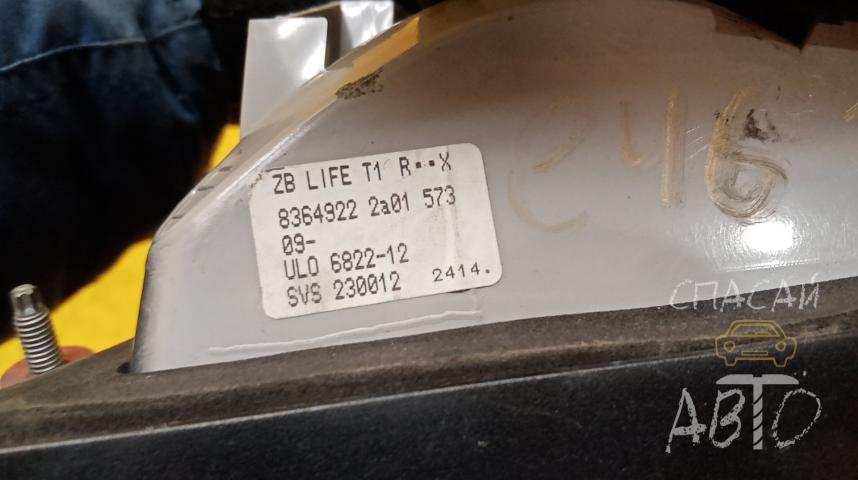 ZB LIFE T1 R--X
8364922 2a01 573
09-
ULO 6822-12
SVS 230012 2414.
e46
СПАСАЙ
АВТО